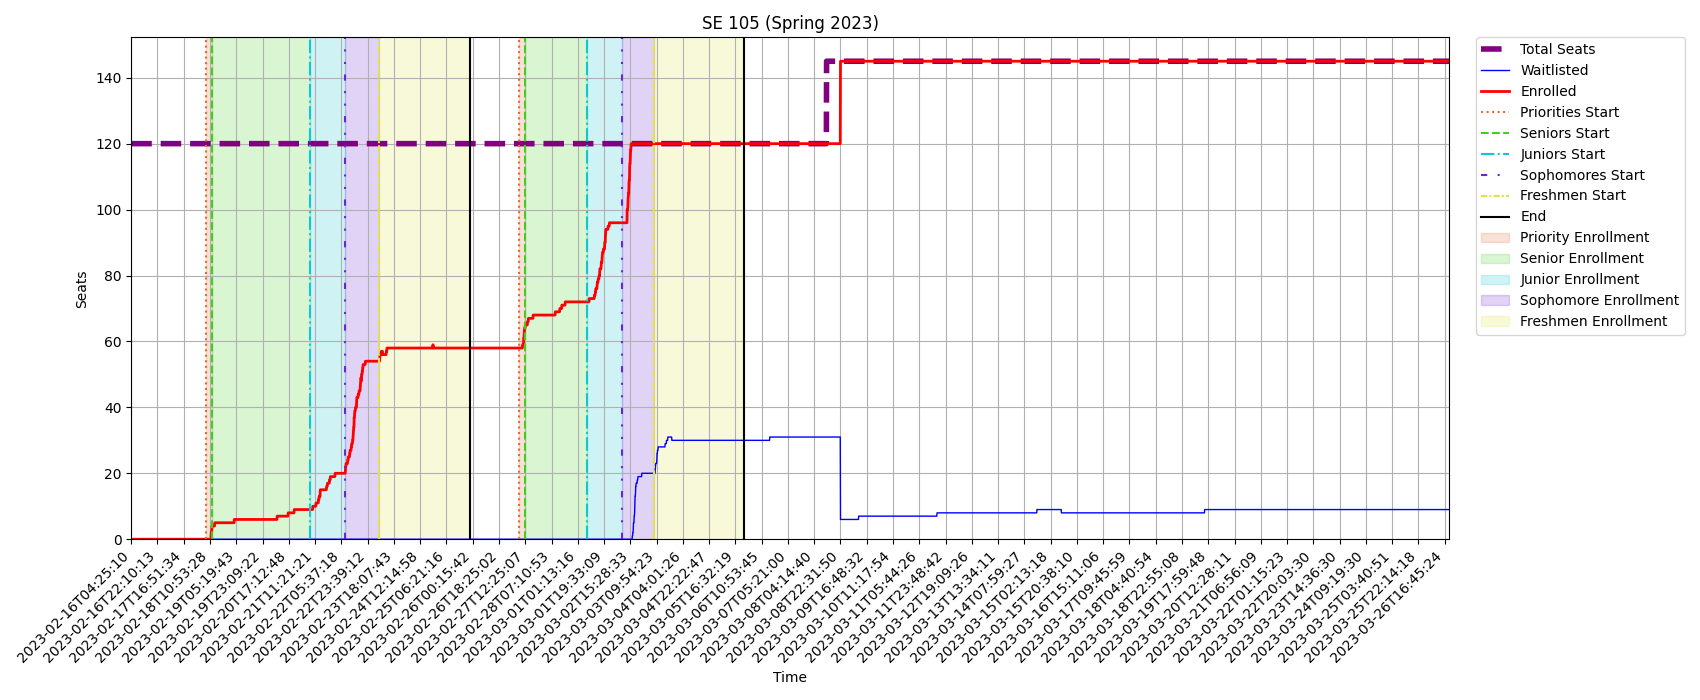 SE 105 (Spring 2023)
140
120
100
80
60
40
20
0
Seats
2023-02-16T04:25:10
2023-02-16T22:10:13
2023-02-17T16:51:34
2023-02-18T10:53:28
2023-02-19T05:19:43
2023-02-19T23:09:22
2023-02-20T17:12:48
2023-02-21T11:21:21
2023-02-22T05:37:18
2023-02-22T23:39:12
2023-02-23T18:07:43
2023-02-24T12:14:58
2023-02-25T06:21:16
2023-02-26T00:15:42
2023-02-26T18:25:02
2023-02-27T12:25:07
2023-02-28T07:10:53
2023-03-01T01:13:16
2023-03-01T19:33:09
2023-03-02T15:28:33
2023-03-03T09:54:23
2023-03-04T04:01:26
2023-03-04T22:22:47
2023-03-05T16:32:19
2023-03-06T10:53:45
2023-03-07T05:21:00
2023-03-08T04:14:40
2023-03-08T22:31:50
2023-03-09T16:48:32
2023-03-10T11:17:54
2023-03-11T05:44:26
2023-03-11T23:48:42
2023-03-12T19:09:26
2023-03-13T13:34:11
2023-03-14T07:59:27
2023-03-15T02:13:18
2023-03-15T20:38:10
2023-03-16T15:11:06
2023-03-17T09:45:59
2023-03-18T04:40:54
2023-03-18T22:55:08
2023-03-19T17:59:48
2023-03-20T12:28:11
2023-03-21T06:56:09
2023-03-22T01:15:23
2023-03-22T20:03:30
2023-03-23T14:36:30
2023-03-24T09:19:30
2023-03-25T03:40:51
2023-03-25T22:14:18
2023-03-26T16:45:24
Time
Total Seats
Waitlisted
Enrolled
Priorities Start
Seniors Start
Juniors Start
Sophomores Start
Freshmen Start
End
Priority Enrollment
Senior Enrollment
Junior Enrollment
Sophomore Enrollment
Freshmen Enrollment